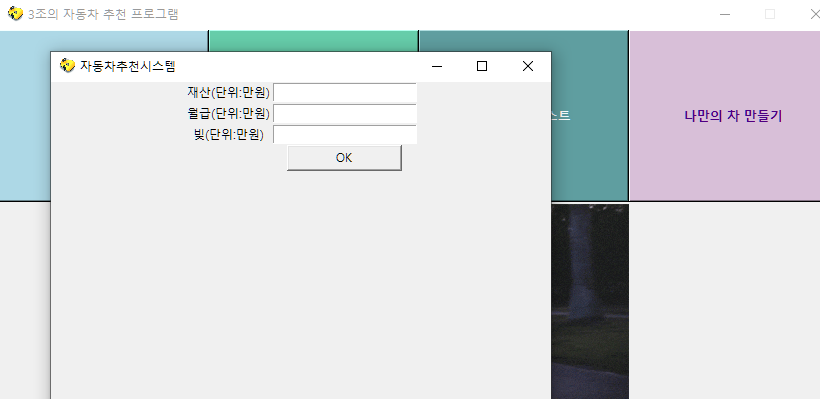 3조의 자동차 추천 프로그램
자동차추천시스템
재산(단위:만원)
월급(단위:만원)
빚(단위:만원)
OK
스트
나만의 차 만들기